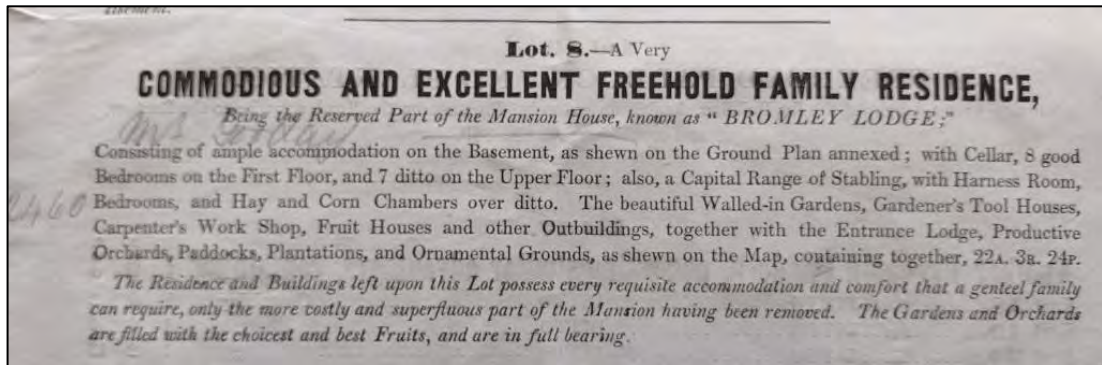 tisement.
Lot. 8.—A Very
COMMODIOUS AND EXCELLENT FREEHOLD FAMILY RESIDENCE,
Being the Reserved Part of the Mansion House, known as "BROMLEY LODGE;"
Consisting of ample accommodation on the Basement, as shewn on the Ground Plan annexed; with Cellar, 8 good
Bedrooms on the First Floor, and 7 ditto on the Upper Floor; also, a Capital Range of Stabling, with Harness Room,
2460 Bedrooms, and Hay and Corn Chambers over ditto. The beautiful Walled-in Gardens, Gardener's Tool Houses,
Carpenter's Work Shop, Fruit Houses and other Outbuildings, together with the Entrance Lodge, Productive
Orchards, Paddocks, Plantations, and Ornamental Grounds, as shewn on the Map, containing together, 22A. 3R. 24P.
The Residence and Buildings left upon this Lot possess every requisite accommodation and comfort that a genteel family
can require, only the more costly and superfluous part of the Mansion having been removed. The Gardens and Orchards
are filled with the choicest and best Fruits, and are in full bearing.